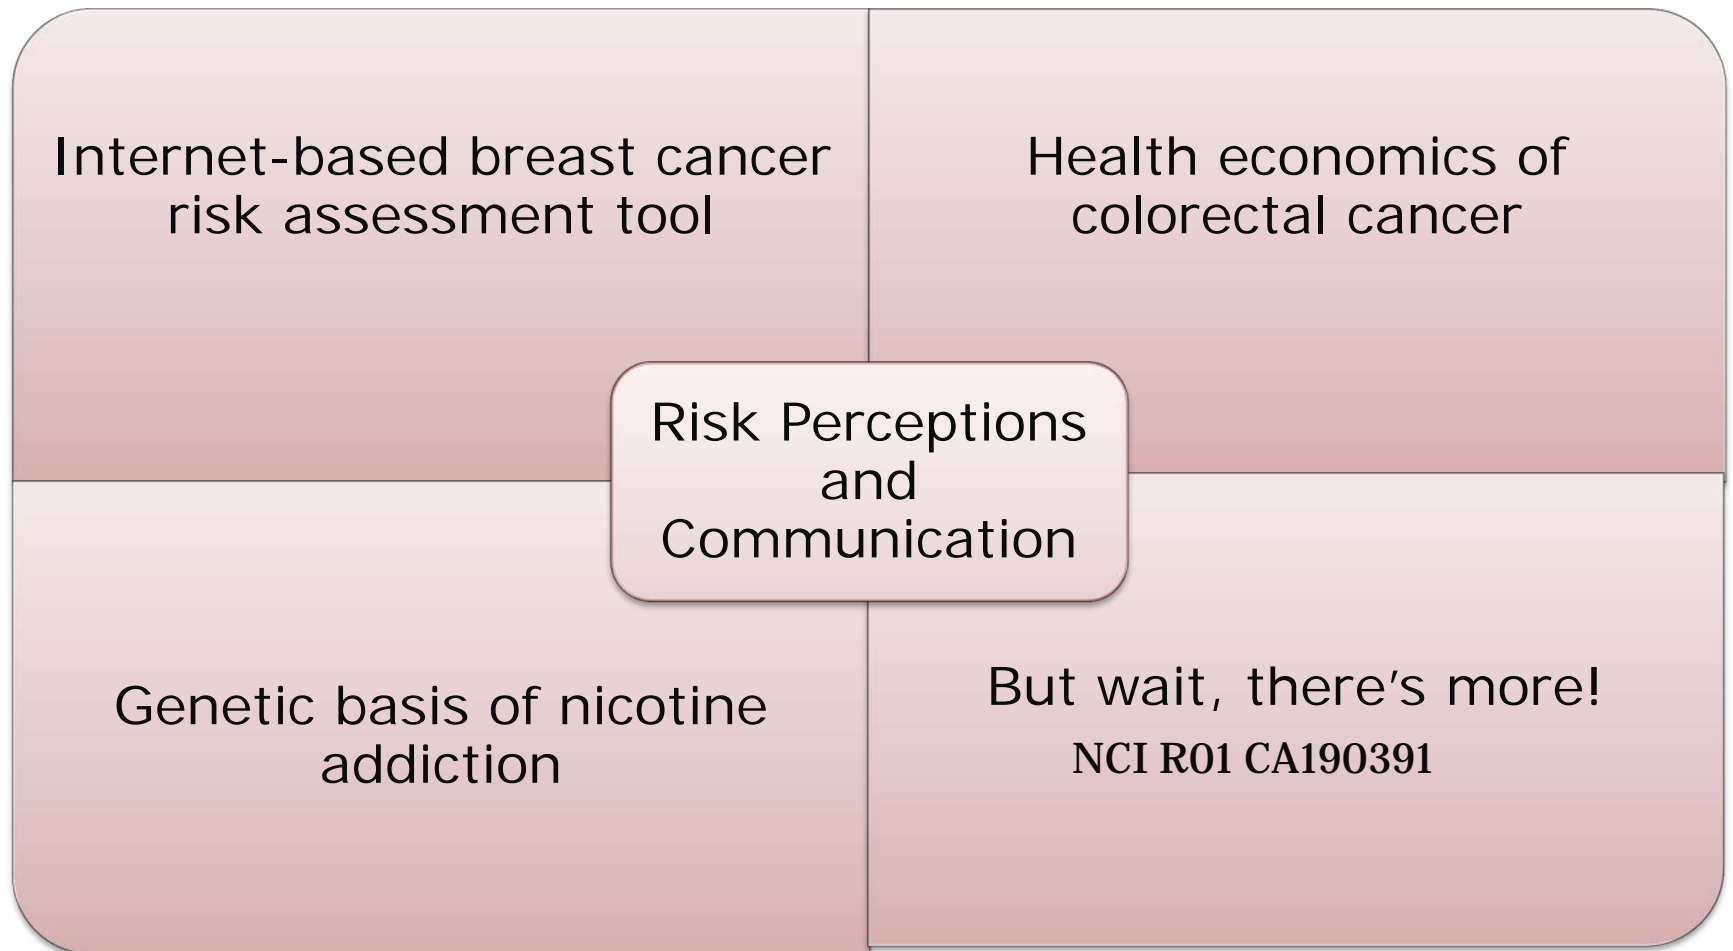 Internet-based breast cancer
risk assessment tool
Health economics of
colorectal cancer
Risk Perceptions
and
Communication
Genetic basis of nicotine
addiction
But wait, there’s more!
NCI R01 CA190391